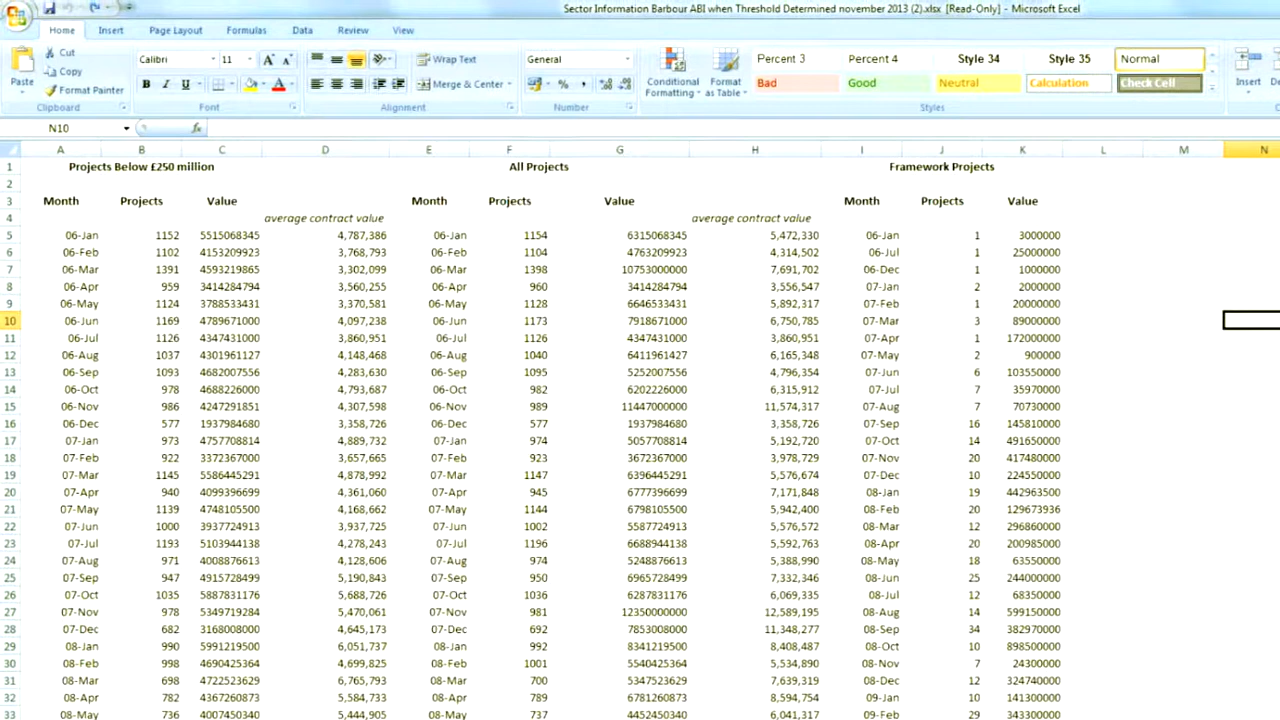 Sector Information Barbour ABI when Threshold Determined november 2013 (2).xlsx [Read-Only] - Microsoft Excel
Home Insert Page Layout Formulas Data Review View
Cut Calibri 11 A A Wrap Text General Percent 3 Percent 4 Style 34 Style 35 Normal
Paste Copy Conditional Formatting Format as Table Insert
Format Painter B I U A Merge & Center % , Bad Good Neutral Calculation Check Cell
Clipboard Font Alignment Number Styles
N10 fx
A B C D E F G H I J K L M N
1 Projects Below £250 million All Projects Framework Projects
2
3 Month Projects Value Month Projects Value Month Projects Value
4 average contract value average contract value
5 06-Jan 1152 5515068345 4,787,386 06-Jan 1154 6315068345 5,472,330 06-Jan 1 3000000
6 06-Feb 1102 4153209923 3,768,793 06-Feb 1104 4763209923 4,314,502 06-Jul 1 25000000
7 06-Mar 1391 4593219865 3,302,099 06-Mar 1398 10753000000 7,691,702 06-Dec 1 1000000
8 06-Apr 959 3414284794 3,560,255 06-Apr 960 3414284794 3,556,547 07-Jan 2 2000000
9 06-May 1124 3788533431 3,370,581 06-May 1128 6646533431 5,892,317 07-Feb 1 20000000
10 06-Jun 1169 4789671000 4,097,238 06-Jun 1173 7918671000 6,750,785 07-Mar 3 89000000
11 06-Jul 1126 4347431000 3,860,951 06-Jul 1126 4347431000 3,860,951 07-Apr 1 172000000
12 06-Aug 1037 4301961127 4,148,468 06-Aug 1040 6411961427 6,165,348 07-May 2 900000
13 06-Sep 1093 4682007556 4,283,630 06-Sep 1095 5252007556 4,796,354 07-Jun 6 103550000
14 06-Oct 978 4688226000 4,793,687 06-Oct 982 6202226000 6,315,912 07-Jul 7 35970000
15 06-Nov 986 4247291851 4,307,598 06-Nov 989 11447000000 11,574,317 07-Aug 7 70730000
16 06-Dec 577 1937984680 3,358,726 06-Dec 577 1937984680 3,358,726 07-Sep 16 145810000
17 07-Jan 973 4757708814 4,889,732 07-Jan 974 5057708814 5,192,720 07-Oct 14 491650000
18 07-Feb 922 3372367000 3,657,665 07-Feb 923 3672367000 3,978,729 07-Nov 20 417480000
19 07-Mar 1145 5586445291 4,878,992 07-Mar 1147 6396445291 5,576,674 07-Dec 10 224550000
20 07-Apr 940 4099396699 4,361,060 07-Apr 945 6777396699 7,171,848 08-Jan 19 442963500
21 07-May 1139 4748105500 4,168,662 07-May 1144 6798105500 5,942,400 08-Feb 20 129673936
22 07-Jun 1000 3937724913 3,937,725 07-Jun 1002 5587724913 5,576,572 08-Mar 12 296860000
23 07-Jul 1193 5103944138 4,278,243 07-Jul 1196 6688944138 5,592,763 08-Apr 20 200985000
24 07-Aug 971 4008876613 4,128,606 07-Aug 974 5248876613 5,388,990 08-May 18 63550000
25 07-Sep 947 4915728499 5,190,843 07-Sep 950 6965728499 7,332,346 08-Jun 25 244000000
26 07-Oct 1035 5887831176 5,688,726 07-Oct 1036 6287831176 6,069,335 08-Jul 12 68350000
27 07-Nov 978 5349719284 5,470,061 07-Nov 981 12350000000 12,589,195 08-Aug 14 599150000
28 07-Dec 682 3168008000 4,645,173 07-Dec 692 7853008000 11,348,277 08-Sep 34 382970000
29 08-Jan 990 5991219500 6,051,737 08-Jan 992 8341219500 8,408,487 08-Oct 10 898500000
30 08-Feb 998 4690425364 4,699,825 08-Feb 1001 5540425364 5,534,890 08-Nov 7 24300000
31 08-Mar 698 4722523629 6,765,793 08-Mar 700 5347523629 7,639,319 08-Dec 12 324740000
32 08-Apr 782 4367260873 5,584,733 08-Apr 789 6781260873 8,594,754 09-Jan 10 141300000
33 08-May 736 4007450340 5,444,905 08-May 737 4452450340 6,041,317 09-Feb 29 343300000